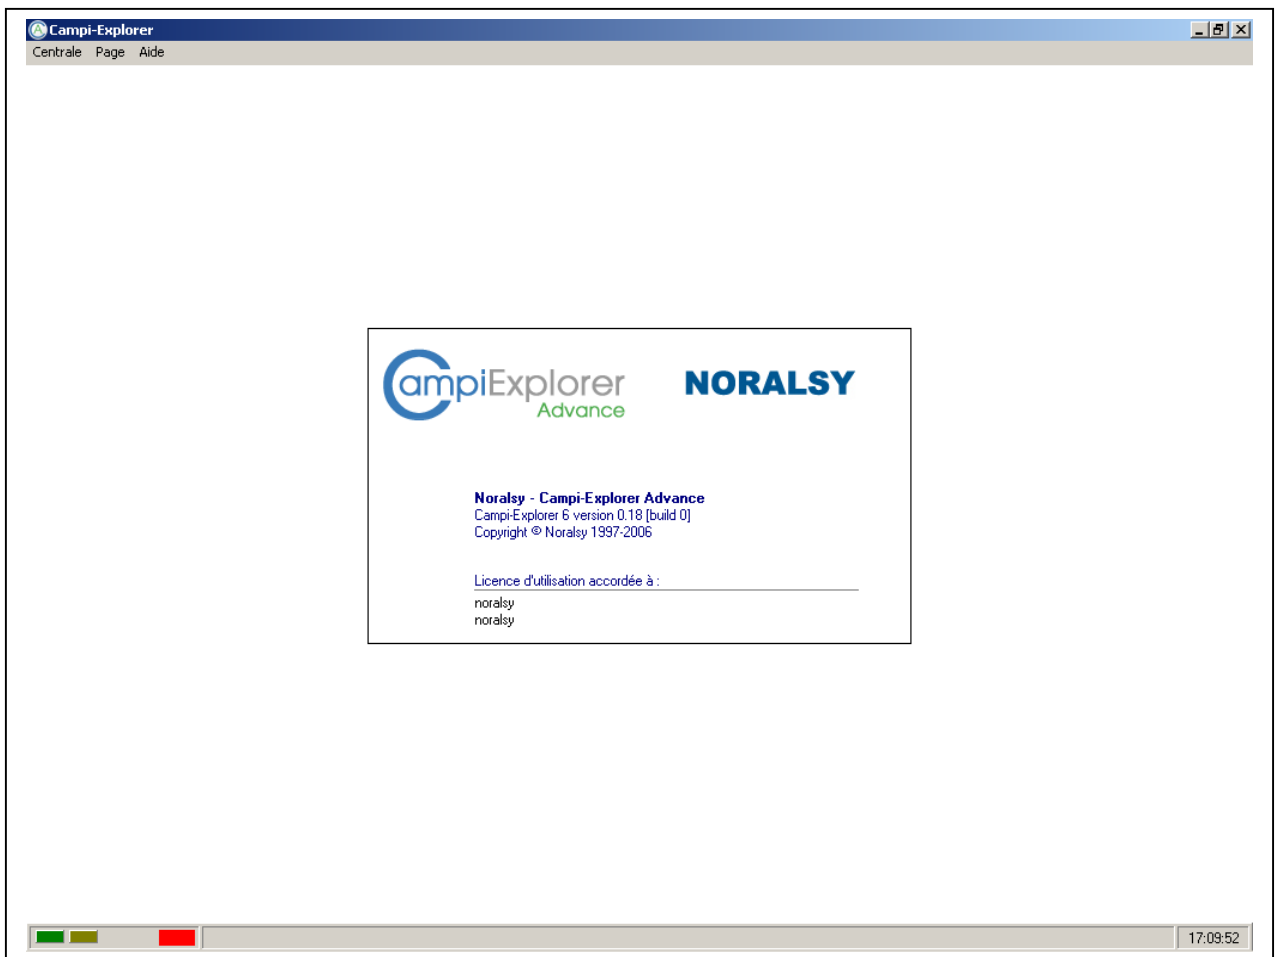 Campi-Explorer
Centrale Page Aide
CampiExplorer
Advance
NORALSY
Noralsy - Campi-Explorer Advance
Campi-Explorer 6 version 0.18 [build 0]
Copyright © Noralsy 1997-2006
Licence d'utilisation accordée à :
noralsy
noralsy
17:09:52